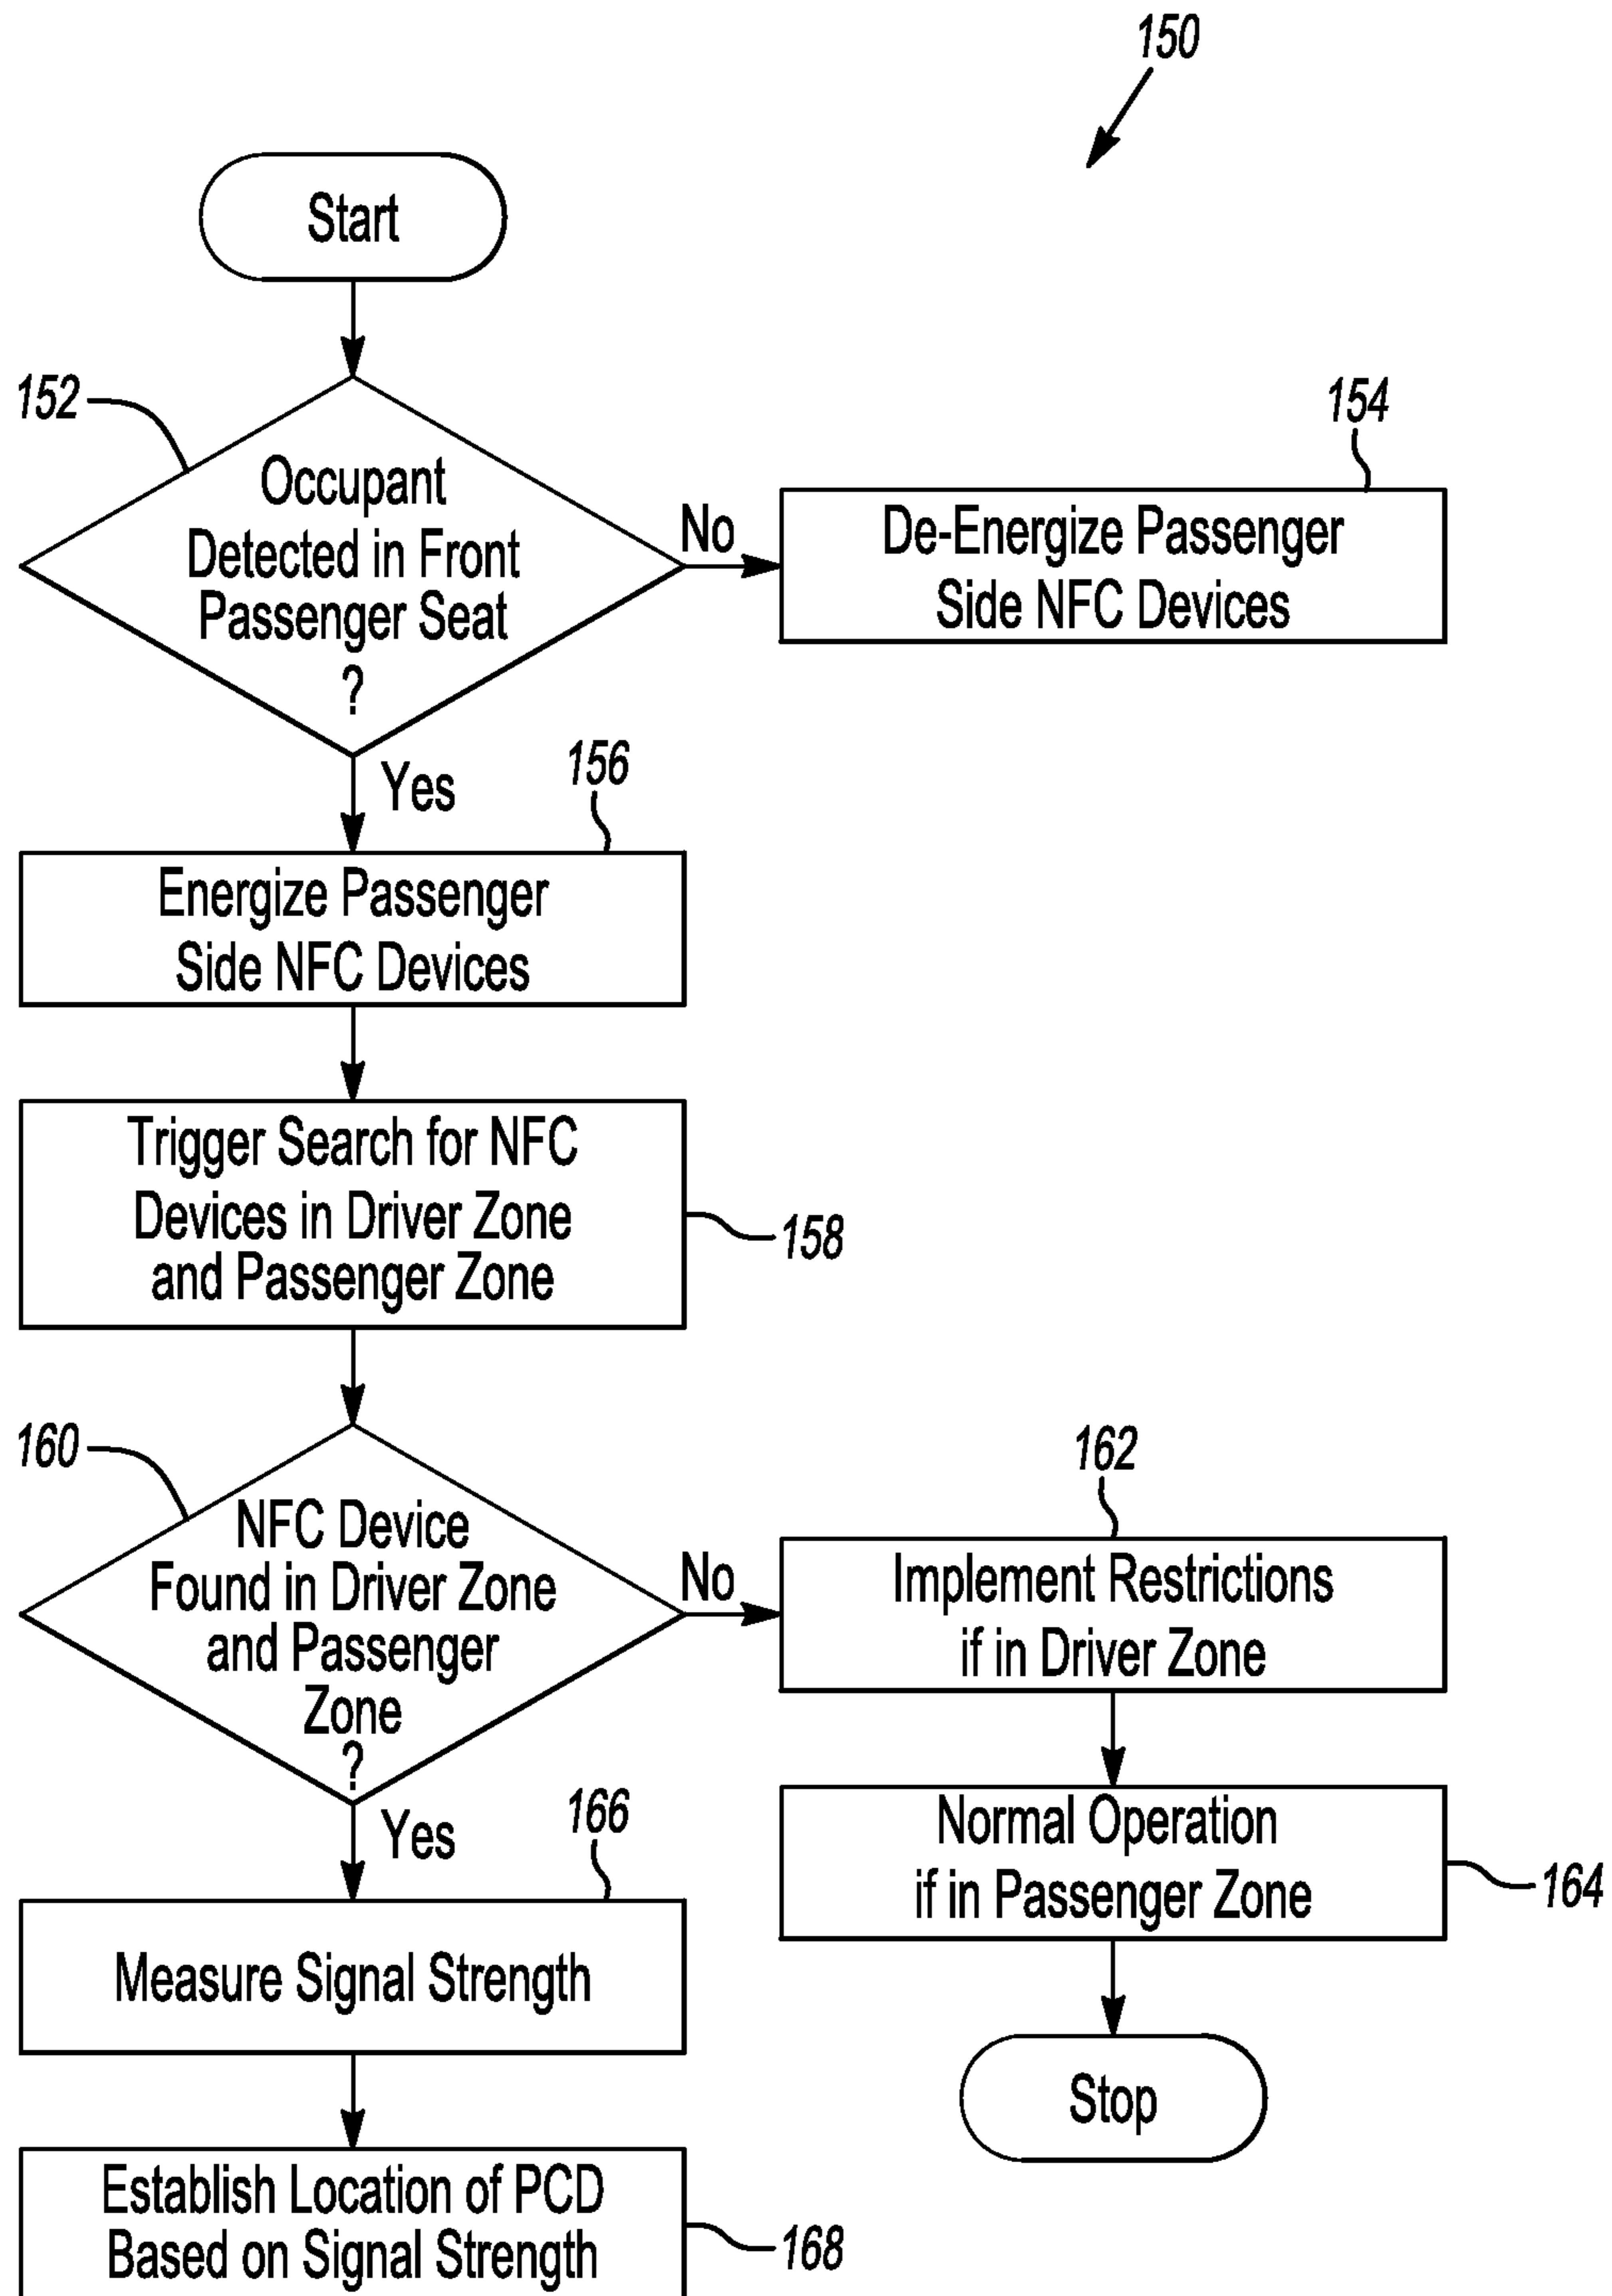 150
Start
152
Occupant
Detected in Front
Passenger Seat
?
No
154
De-Energize Passenger
Side NFC Devices
Yes
156
Energize Passenger
Side NFC Devices
Trigger Search for NFC
Devices in Driver Zone
and Passenger Zone
158
160
NFC Device
Found in Driver Zone
and Passenger
Zone
?
No
162
Implement Restrictions
if in Driver Zone
Normal Operation
if in Passenger Zone
164
Stop
Yes
166
Measure Signal Strength
Establish Location of PCD
Based on Signal Strength
168